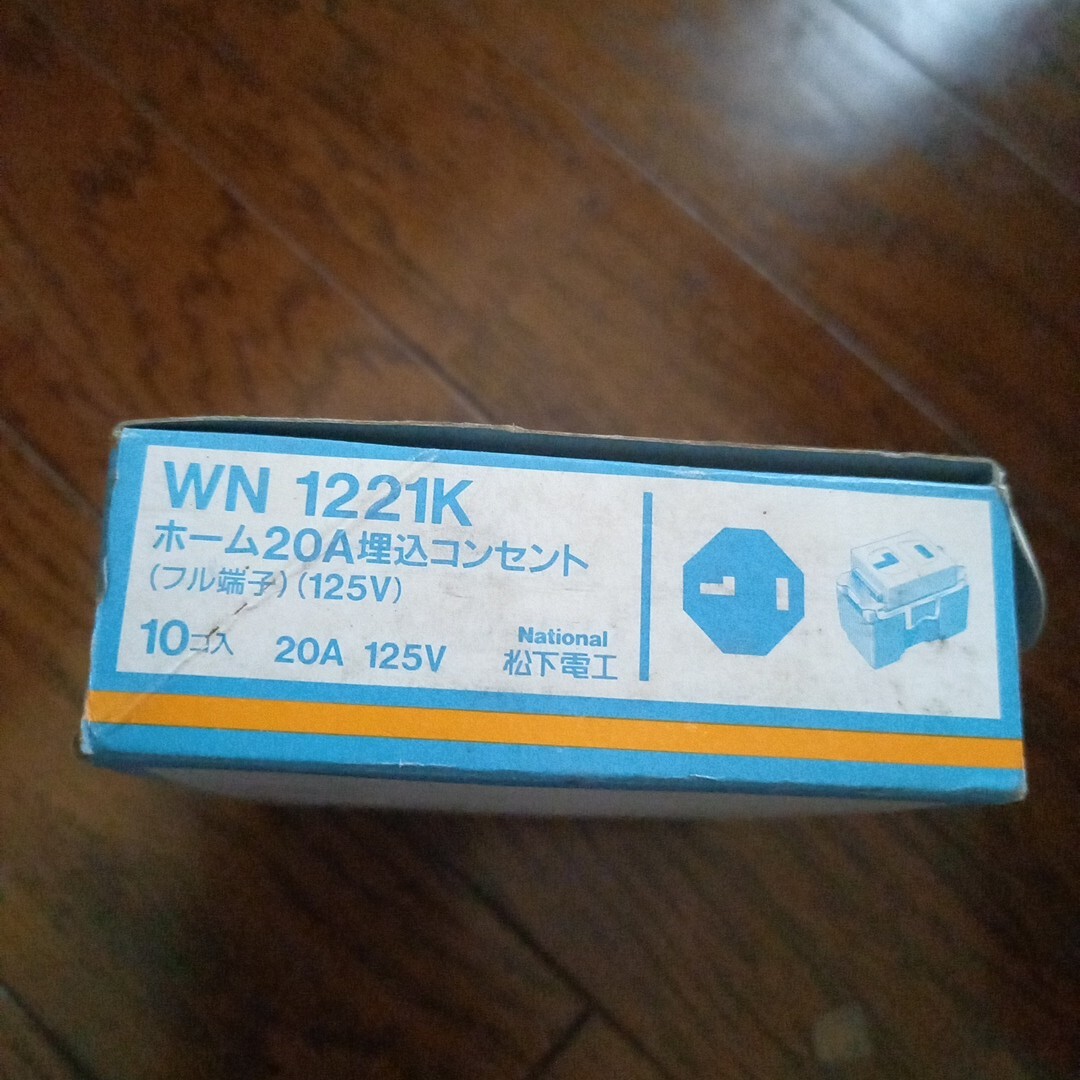 WN 1221K
ホーム20A埋込コンセント
(フル端子)(125V)
10コ入 20A 125V
National
松下電工